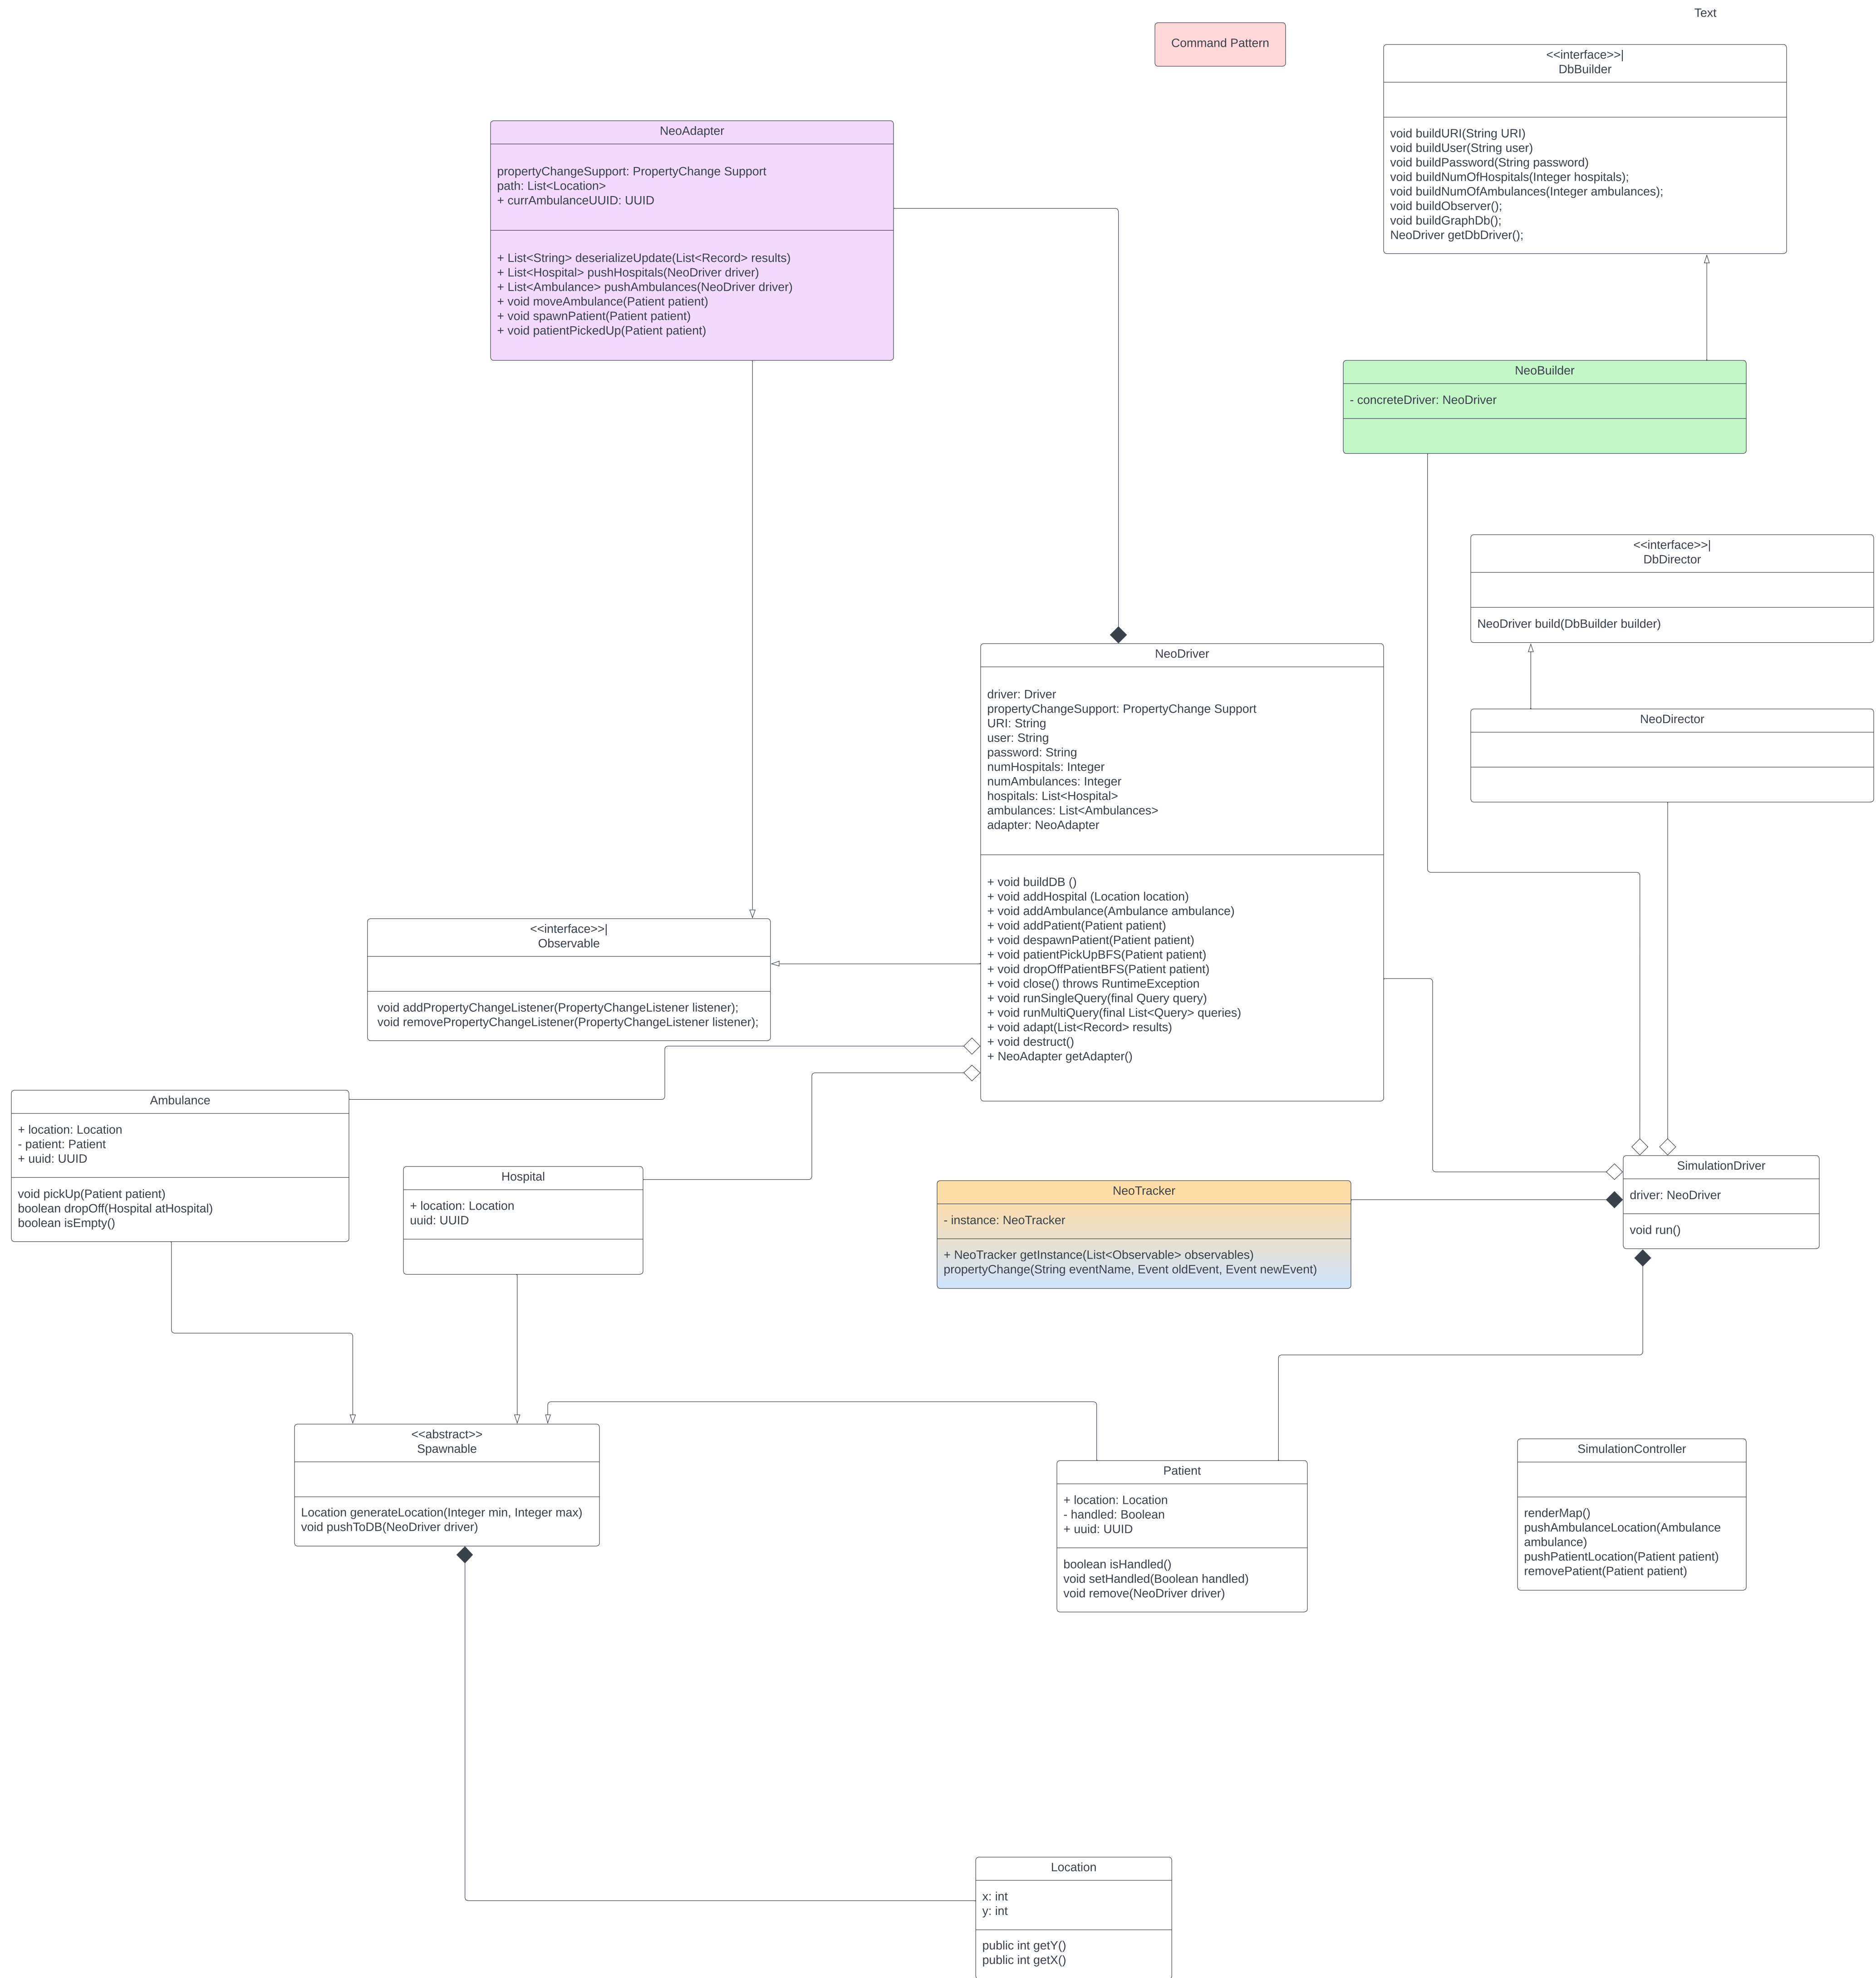 Text
Command Pattern
<<interface>>|
DbBuilder
void buildURI(String URI)
void buildUser(String user)
void buildPassword(String password)
void buildNumOfHospitals(Integer hospitals);
void buildNumOfAmbulances(Integer ambulances);
void buildObserver();
void buildGraphDb();
NeoDriver getDbDriver();
NeoAdapter
propertyChangeSupport: PropertyChange Support
path: List<Location>
+ currAmbulanceUUID: UUID
+ List<String> deserializeUpdate(List<Record> results)
+ List<Hospital> pushHospitals(NeoDriver driver)
+ List<Ambulance> pushAmbulances(NeoDriver driver)
+ void moveAmbulance(Patient patient)
+ void spawnPatient(Patient patient)
+ void patientPickedUp(Patient patient)
NeoBuilder
- concreteDriver: NeoDriver
<<interface>>|
DbDirector
NeoDriver build(DbBuilder builder)
NeoDriver
driver: Driver
propertyChangeSupport: PropertyChange Support
URI: String
user: String
password: String
numHospitals: Integer
numAmbulances: Integer
hospitals: List<Hospital>
ambulances: List<Ambulances>
adapter: NeoAdapter
+ void buildDB ()
+ void addHospital (Location location)
+ void addAmbulance(Ambulance ambulance)
+ void addPatient(Patient patient)
+ void despawnPatient(Patient patient)
+ void patientPickUpBFS(Patient patient)
+ void dropOffPatientBFS(Patient patient)
+ void close() throws RuntimeException
+ void runSingleQuery(final Query query)
+ void runMultiQuery(final List<Query> queries)
+ void adapt(List<Record> results)
+ void destruct()
+ NeoAdapter getAdapter()
NeoDirector
<<interface>>|
Observable
void addPropertyChangeListener(PropertyChangeListener listener);
void removePropertyChangeListener(PropertyChangeListener listener);
Ambulance
+ location: Location
- patient: Patient
+ uuid: UUID
void pickUp(Patient patient)
boolean dropOff(Hospital atHospital)
boolean isEmpty()
Hospital
+ location: Location
uuid: UUID
NeoTracker
- instance: NeoTracker
+ NeoTracker getInstance(List<Observable> observables)
propertyChange(String eventName, Event oldEvent, Event newEvent)
SimulationDriver
driver: NeoDriver
void run()
<<abstract>>
Spawnable
Location generateLocation(Integer min, Integer max)
void pushToDB(NeoDriver driver)
Patient
+ location: Location
- handled: Boolean
+ uuid: UUID
boolean isHandled()
void setHandled(Boolean handled)
void remove(NeoDriver driver)
SimulationController
renderMap()
pushAmbulanceLocation(Ambulance
ambulance)
pushPatientLocation(Patient patient)
removePatient(Patient patient)
Location
x: int
y: int
public int getY()
public int getX()